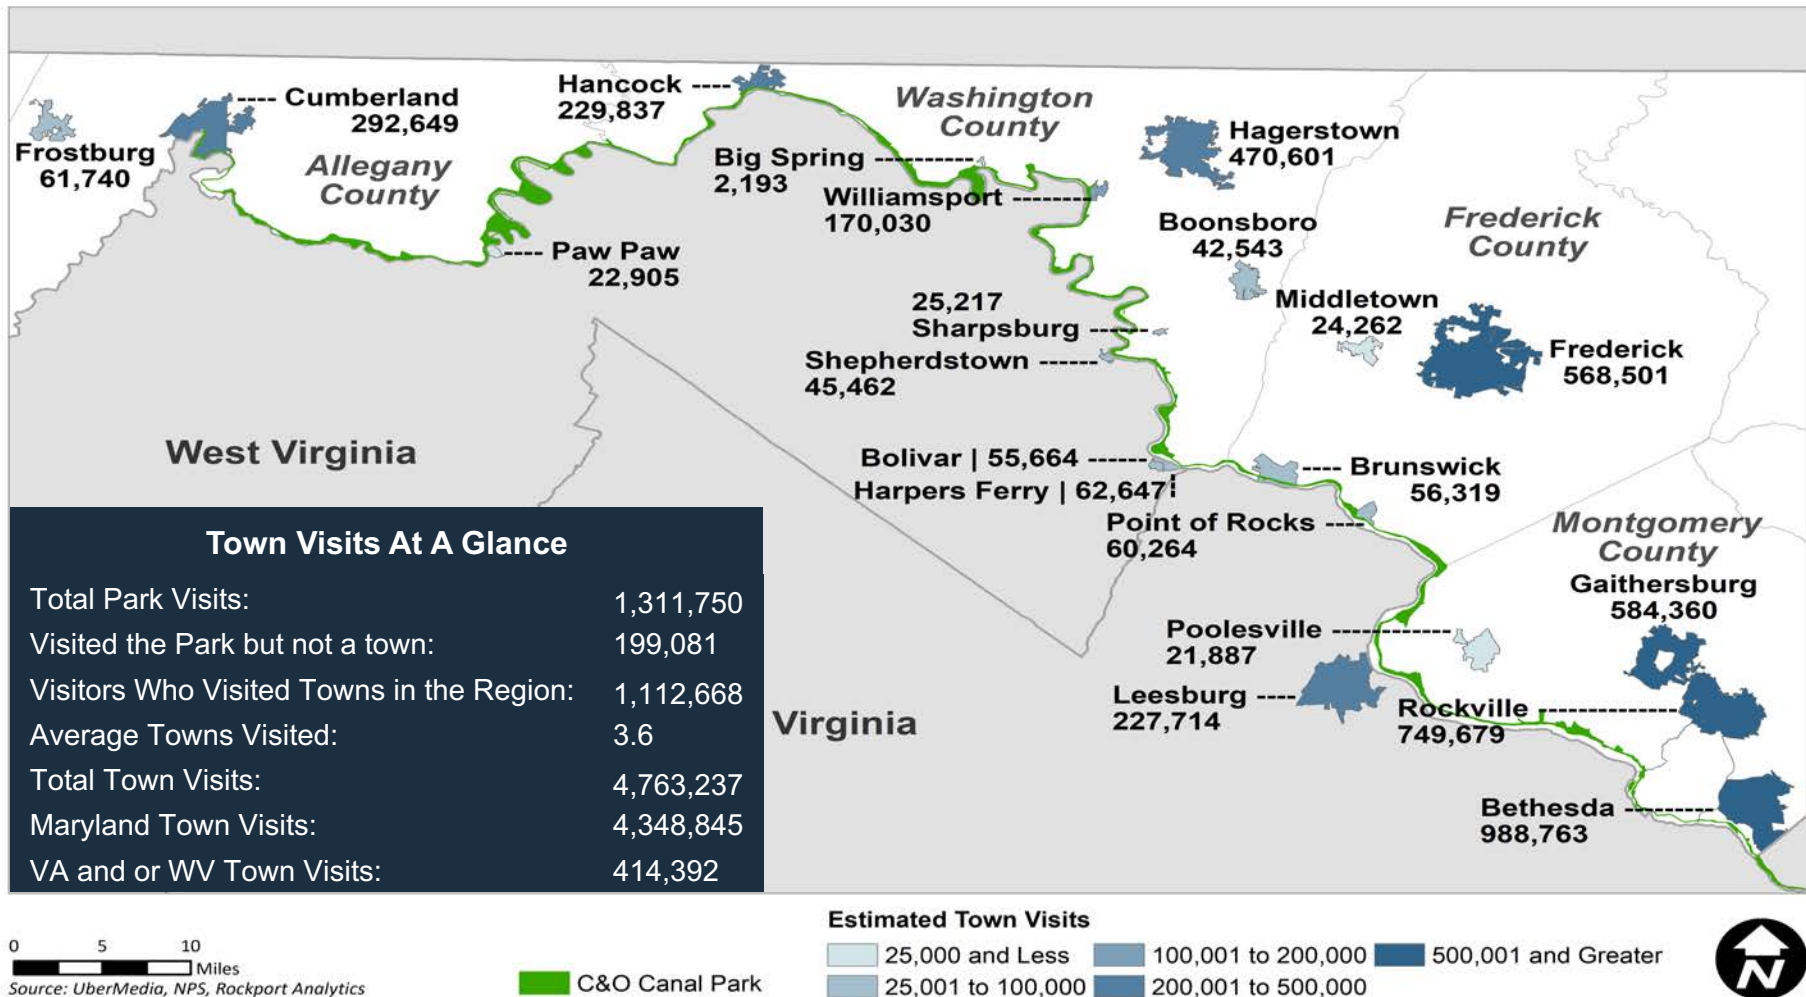 Cumberland
292,649
Frostburg
61,740
Allegany
County
Hancock
229,837
Washington
County
Big Spring
2,193
Williamsport
170,030
Hagerstown
470,601
Boonsboro
42,543
Frederick
County
Paw Paw
22,905
25,217
Sharpsburg
Middletown
24,262
Shepherdstown
45,462
Frederick
568,501
West Virginia
Bolivar | 55,664
Harpers Ferry | 62,647
Brunswick
56,319
Point of Rocks
60,264
Montgomery
County
Gaithersburg
584,360
Poolesville
21,887
Leesburg
227,714
Rockville
749,679
Virginia
Bethesda
988,763
Town Visits At A Glance
Total Park Visits: 1,311,750
Visited the Park but not a town: 199,081
Visitors Who Visited Towns in the Region: 1,112,668
Average Towns Visited: 3.6
Total Town Visits: 4,763,237
Maryland Town Visits: 4,348,845
VA and or WV Town Visits: 414,392
0 5 10
Miles
Source: UberMedia, NPS, Rockport Analytics
C&O Canal Park
Estimated Town Visits
25,000 and Less 100,001 to 200,000 500,001 and Greater
25,001 to 100,000 200,001 to 500,000
N